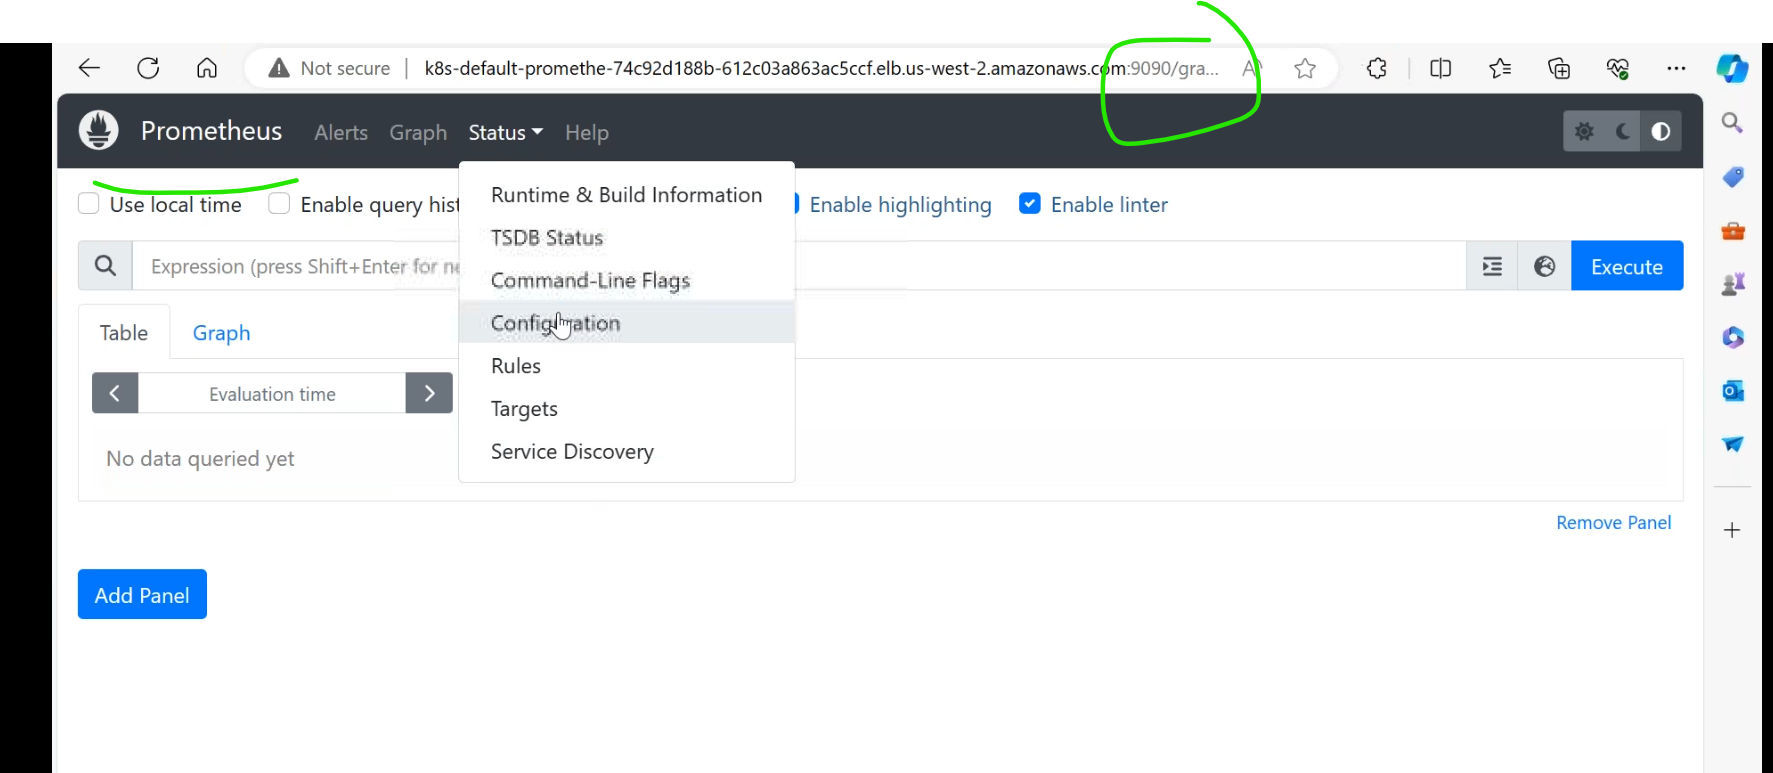 Not secure | k8s-default-promethe-74c92d188b-612c03a863ac5ccf.elb.us-west-2.amazonaws.com:9090/gra...
Prometheus Alerts Graph Status Help
Use local time Enable query hist Enable highlighting Enable linter
Expression (press Shift+Enter for ne Execute
Runtime & Build Information
TSDB Status
Command-Line Flags
Configuration
Rules
Targets
Service Discovery
Table Graph
Evaluation time
No data queried yet
Remove Panel
Add Panel